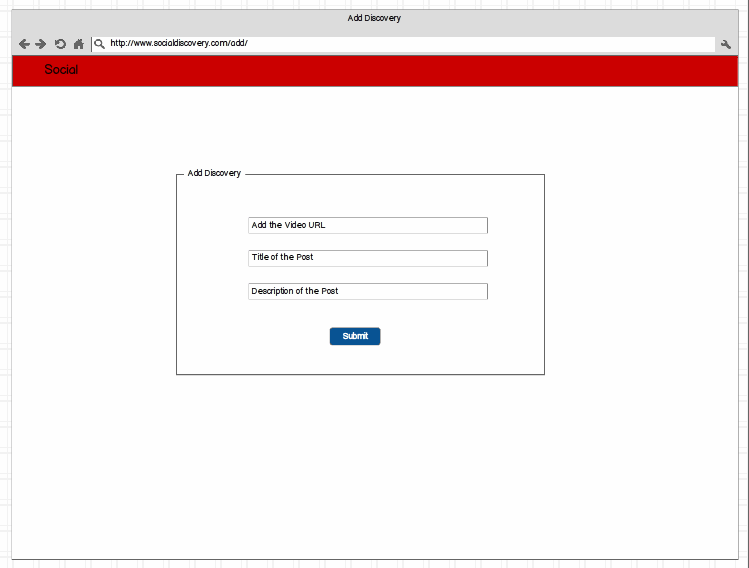 Add Discovery
http://www.socialdiscovery.com/add/
Social
Add Discovery
Add the Video URL
Title of the Post
Description of the Post
Submit